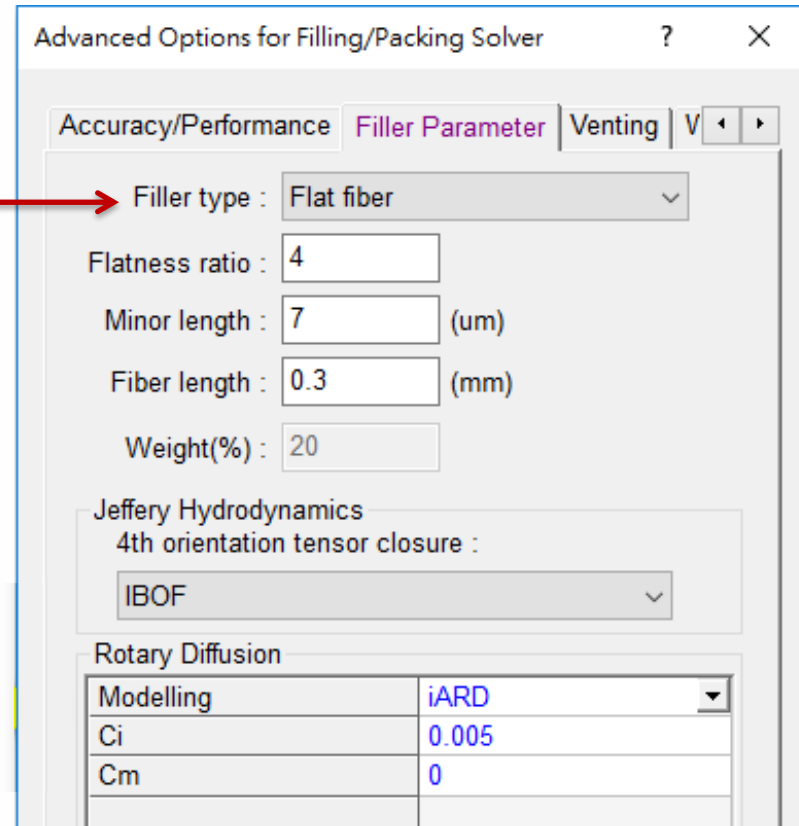 Advanced Options for Filling/Packing Solver ? ×
Accuracy/Performance Filler Parameter Venting
Filler type : Flat fiber
Flatness ratio : 4
Minor length : 7 (um)
Fiber length : 0.3 (mm)
Weight(%) : 20
Jeffery Hydrodynamics
4th orientation tensor closure :
IBOF
Rotary Diffusion
Modelling iARD
Ci 0.005
Cm 0